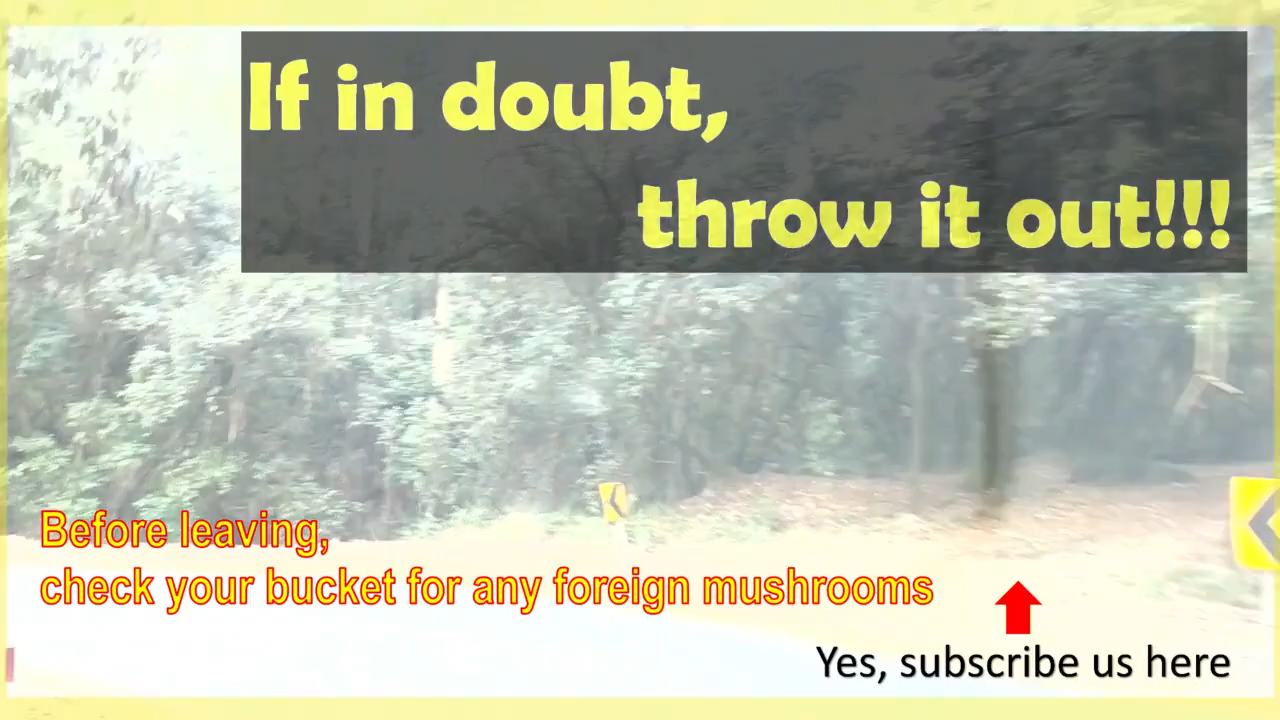 If in doubt,
throw it out!!!
Before leaving,
check your bucket for any foreign mushrooms
Yes, subscribe us here